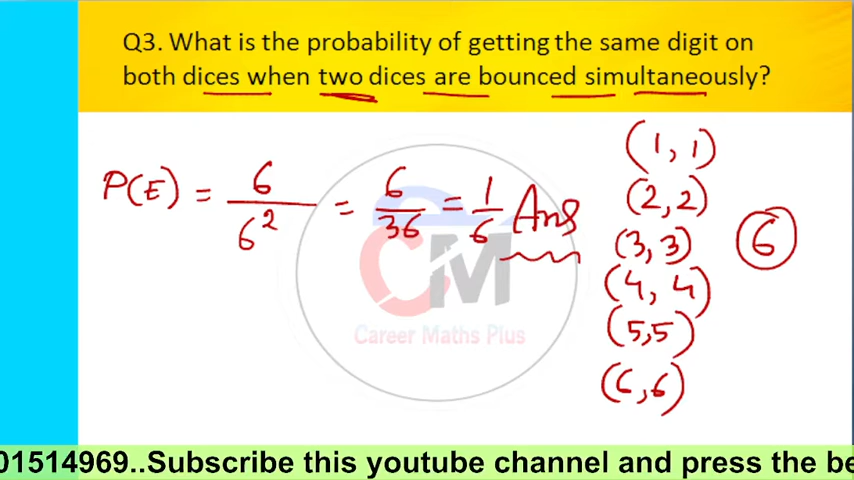 Q3. What is the probability of getting the same digit on
both dices when two dices are bounced simultaneously?
P(E) = 6/6² = 6/36 = 1/6 Ans
(1, 1)
(2, 2)
(3, 3)
(4, 4)
(5,5)
(6,6)
6
CM
Career Maths Plus
01514969..Subscribe this youtube channel and press the be